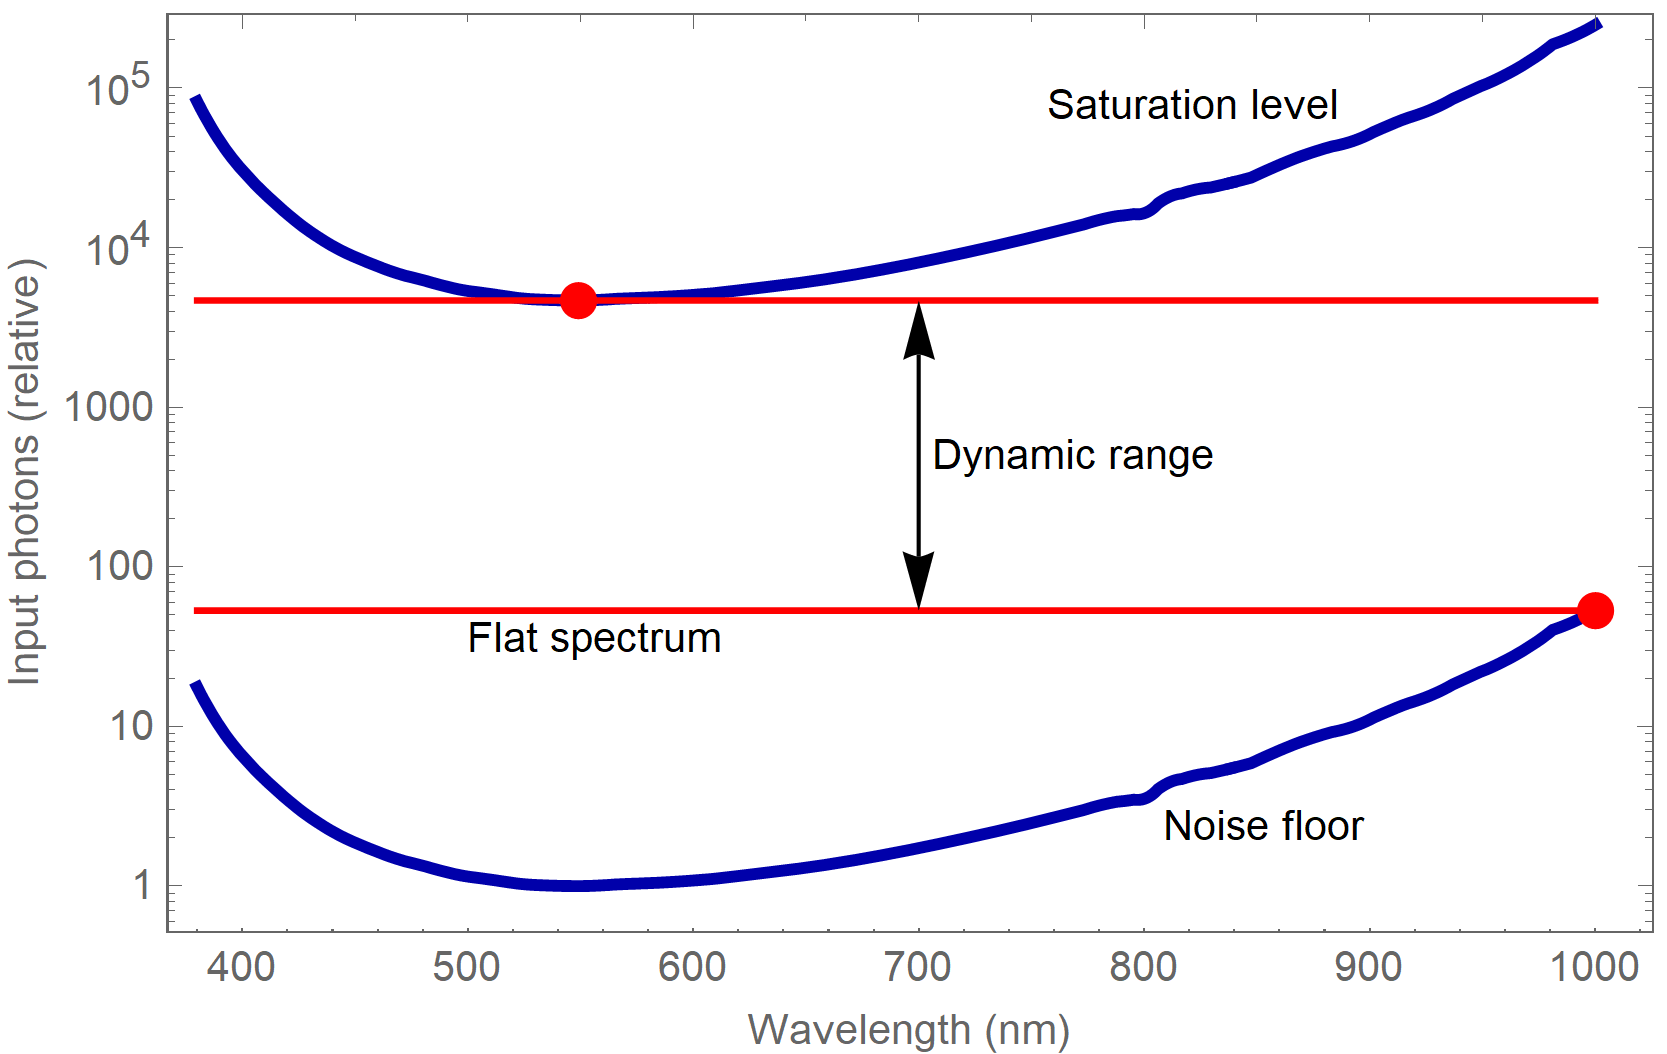 10^5
Saturation level
10^4
1000
Dynamic range
100
Flat spectrum
10
Noise floor
1
400 500 600 700 800 900 1000
Wavelength (nm)
Input photons (relative)